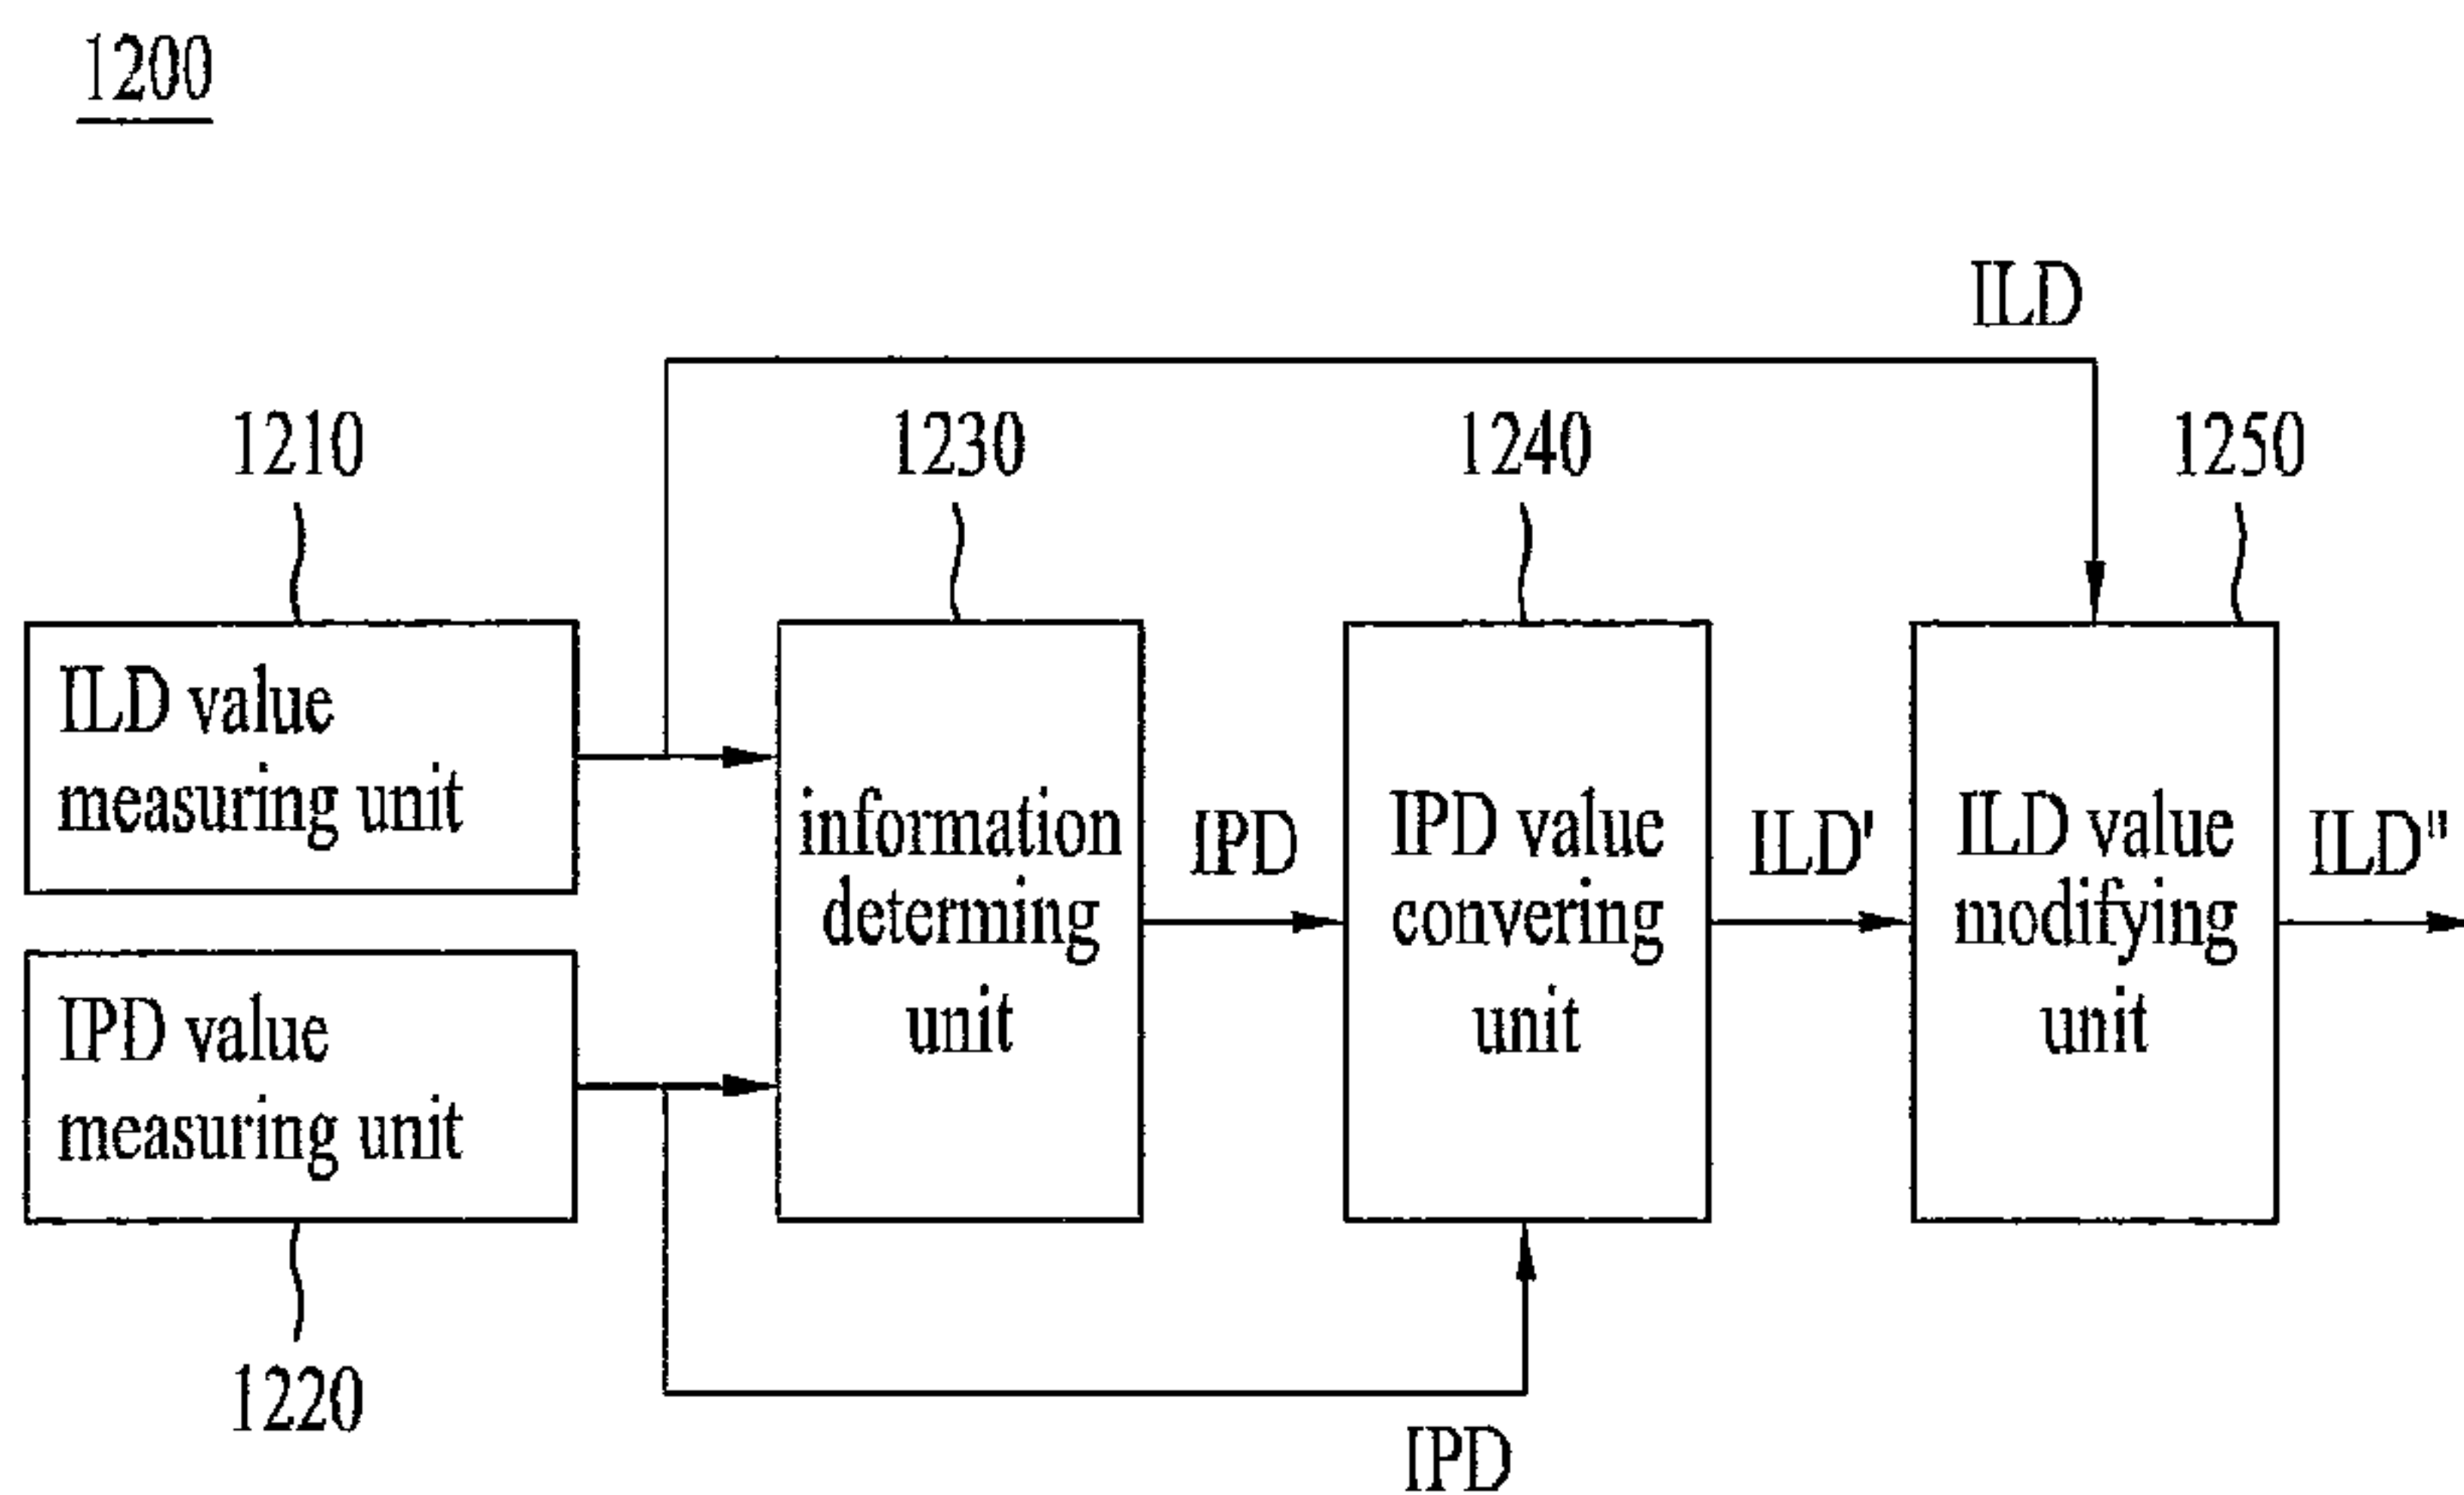 1200
ILD
1210
1230
1240
1250
ILD value
measuring unit
IPD value
measuring unit
1220
information
determing
unit
IPD
IPD value
convering
unit
ILD'
ILD value
modifying
unit
ILD"
IPD